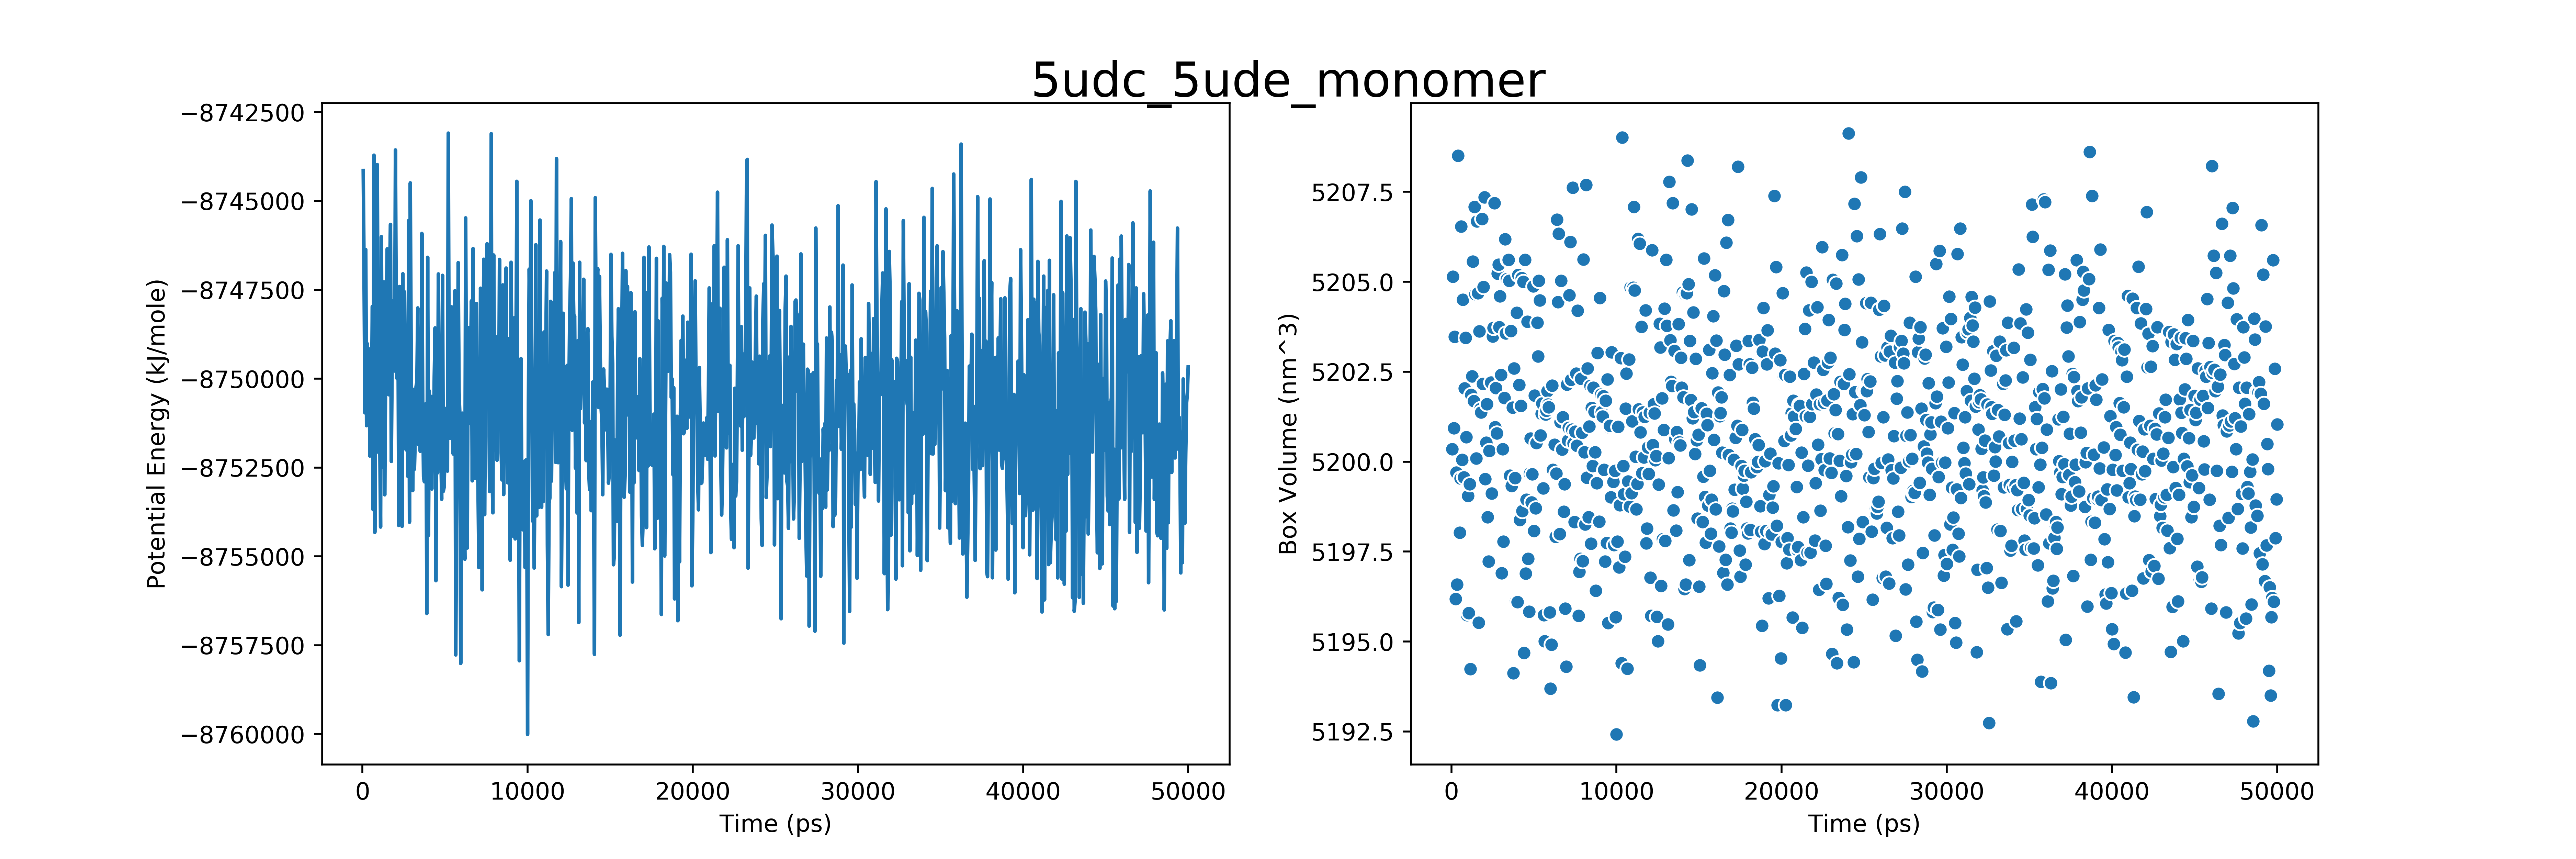 5udc_5ude_monomer
−8742500
−8745000
−8747500
−8750000
−8752500
−8755000
−8757500
−8760000
Potential Energy (kJ/mole)
0 10000 20000 30000 40000 50000
Time (ps)
5207.5
5205.0
5202.5
5200.0
5197.5
5195.0
5192.5
Box Volume (nm^3)
0 10000 20000 30000 40000 50000
Time (ps)